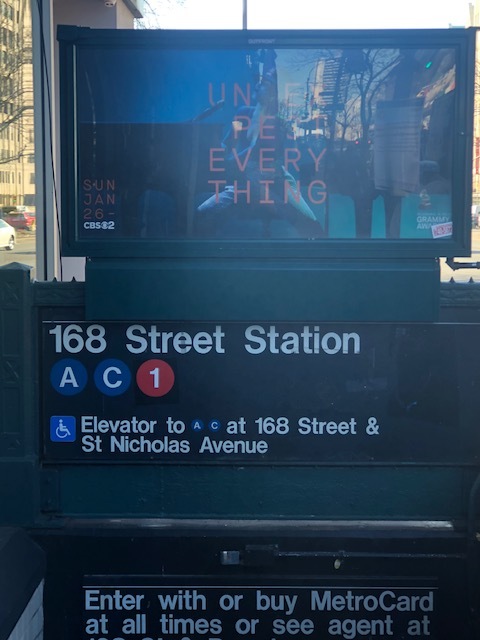 EVERY
THING
SUN
JAN
26-
CBS 2
GRAMMY
168 Street Station
A C 1
Elevator to A C at 168 Street &
St Nicholas Avenue
Enter with or buy MetroCard
at all times or see agent at